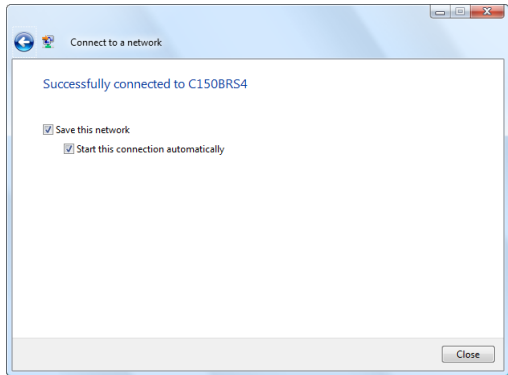 Connect to a network
Successfully connected to C150BRS4
Save this network
Start this connection automatically
Close